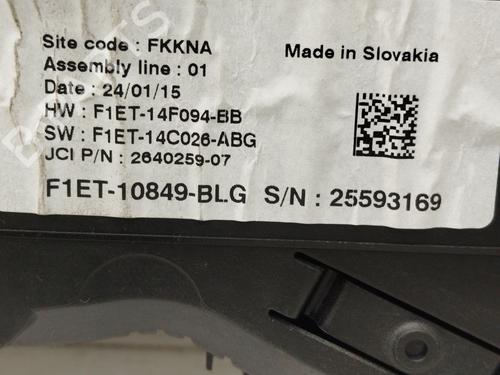 Site code : FKKNA
Assembly line : 01
Date : 24/01/15
HW : F1ET-14F094-BB
SW : F1ET-14C026-ABG
JCI P/N : 2640259-07
Made in Slovakia
F1ET-10849-BLG S/N : 25593169